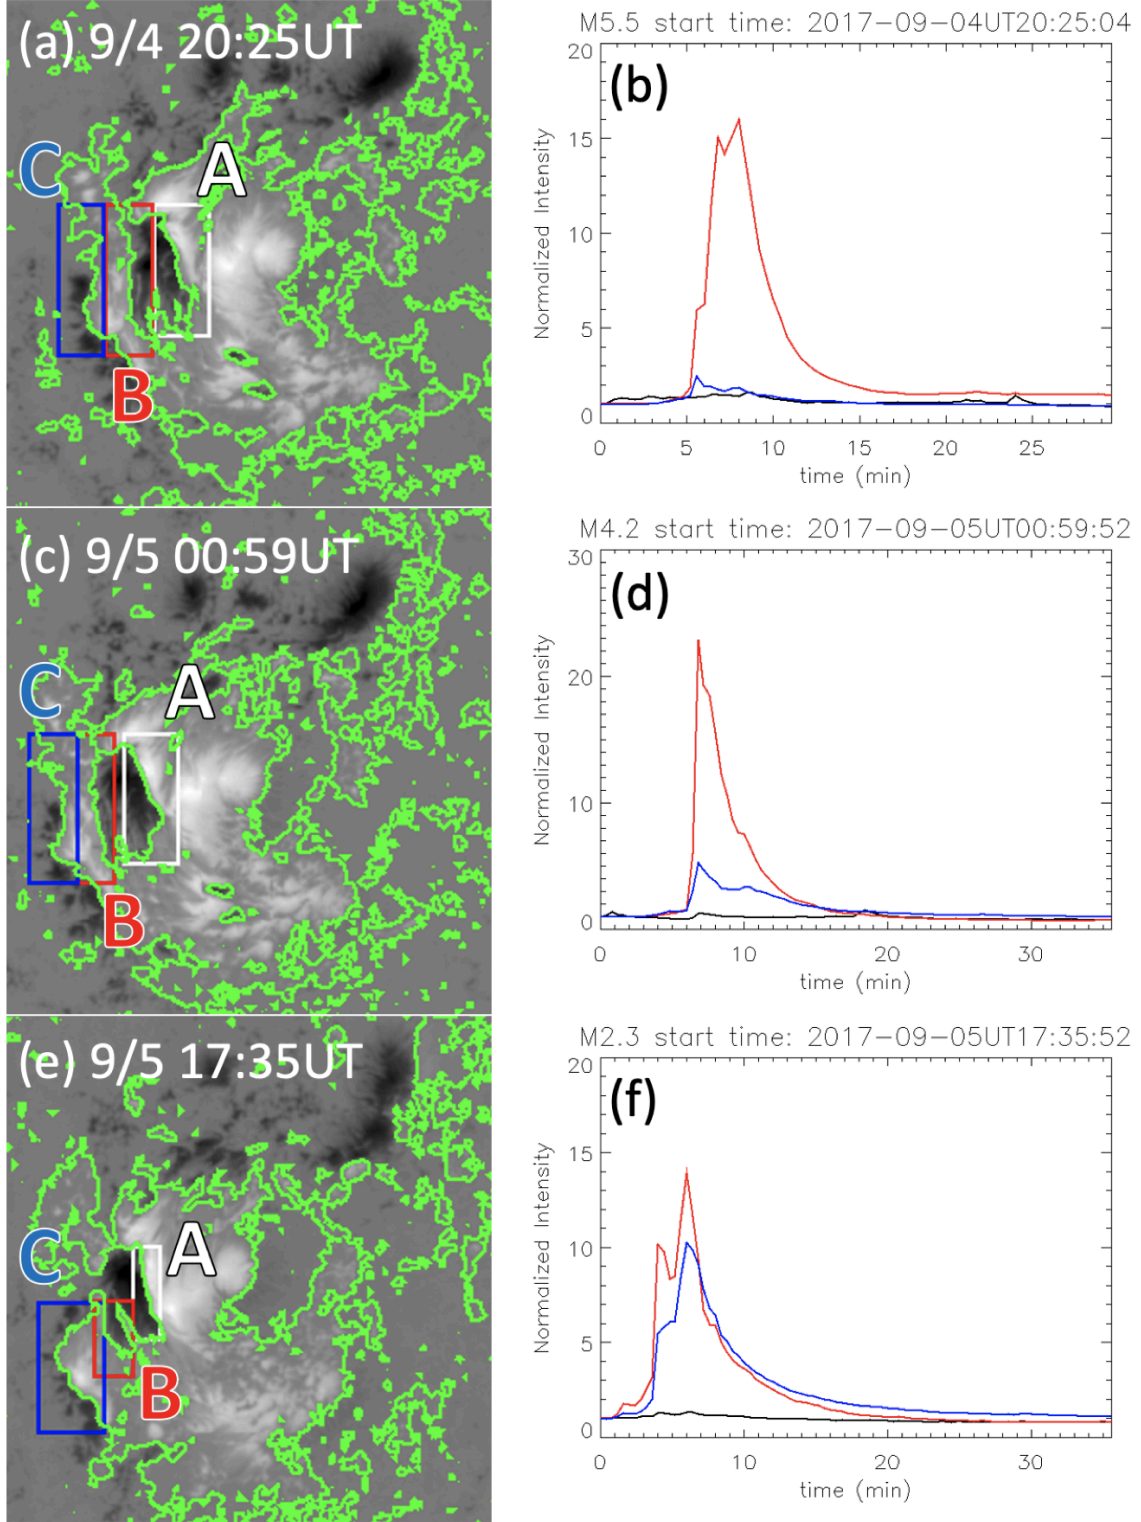 (a) 9/4 20:25UT
C
A
B
M5.5 start time: 2017-09-04UT20:25:04
(b)
Normalized Intensity
20
15
10
5
0
0 5 10 15 20 25
time (min)
(c) 9/5 00:59UT
C
A
B
M4.2 start time: 2017-09-05UT00:59:52
(d)
Normalized Intensity
30
20
10
0
0 10 20 30
time (min)
(e) 9/5 17:35UT
C
A
B
M2.3 start time: 2017-09-05UT17:35:52
(f)
Normalized Intensity
20
15
10
5
0
0 10 20 30
time (min)